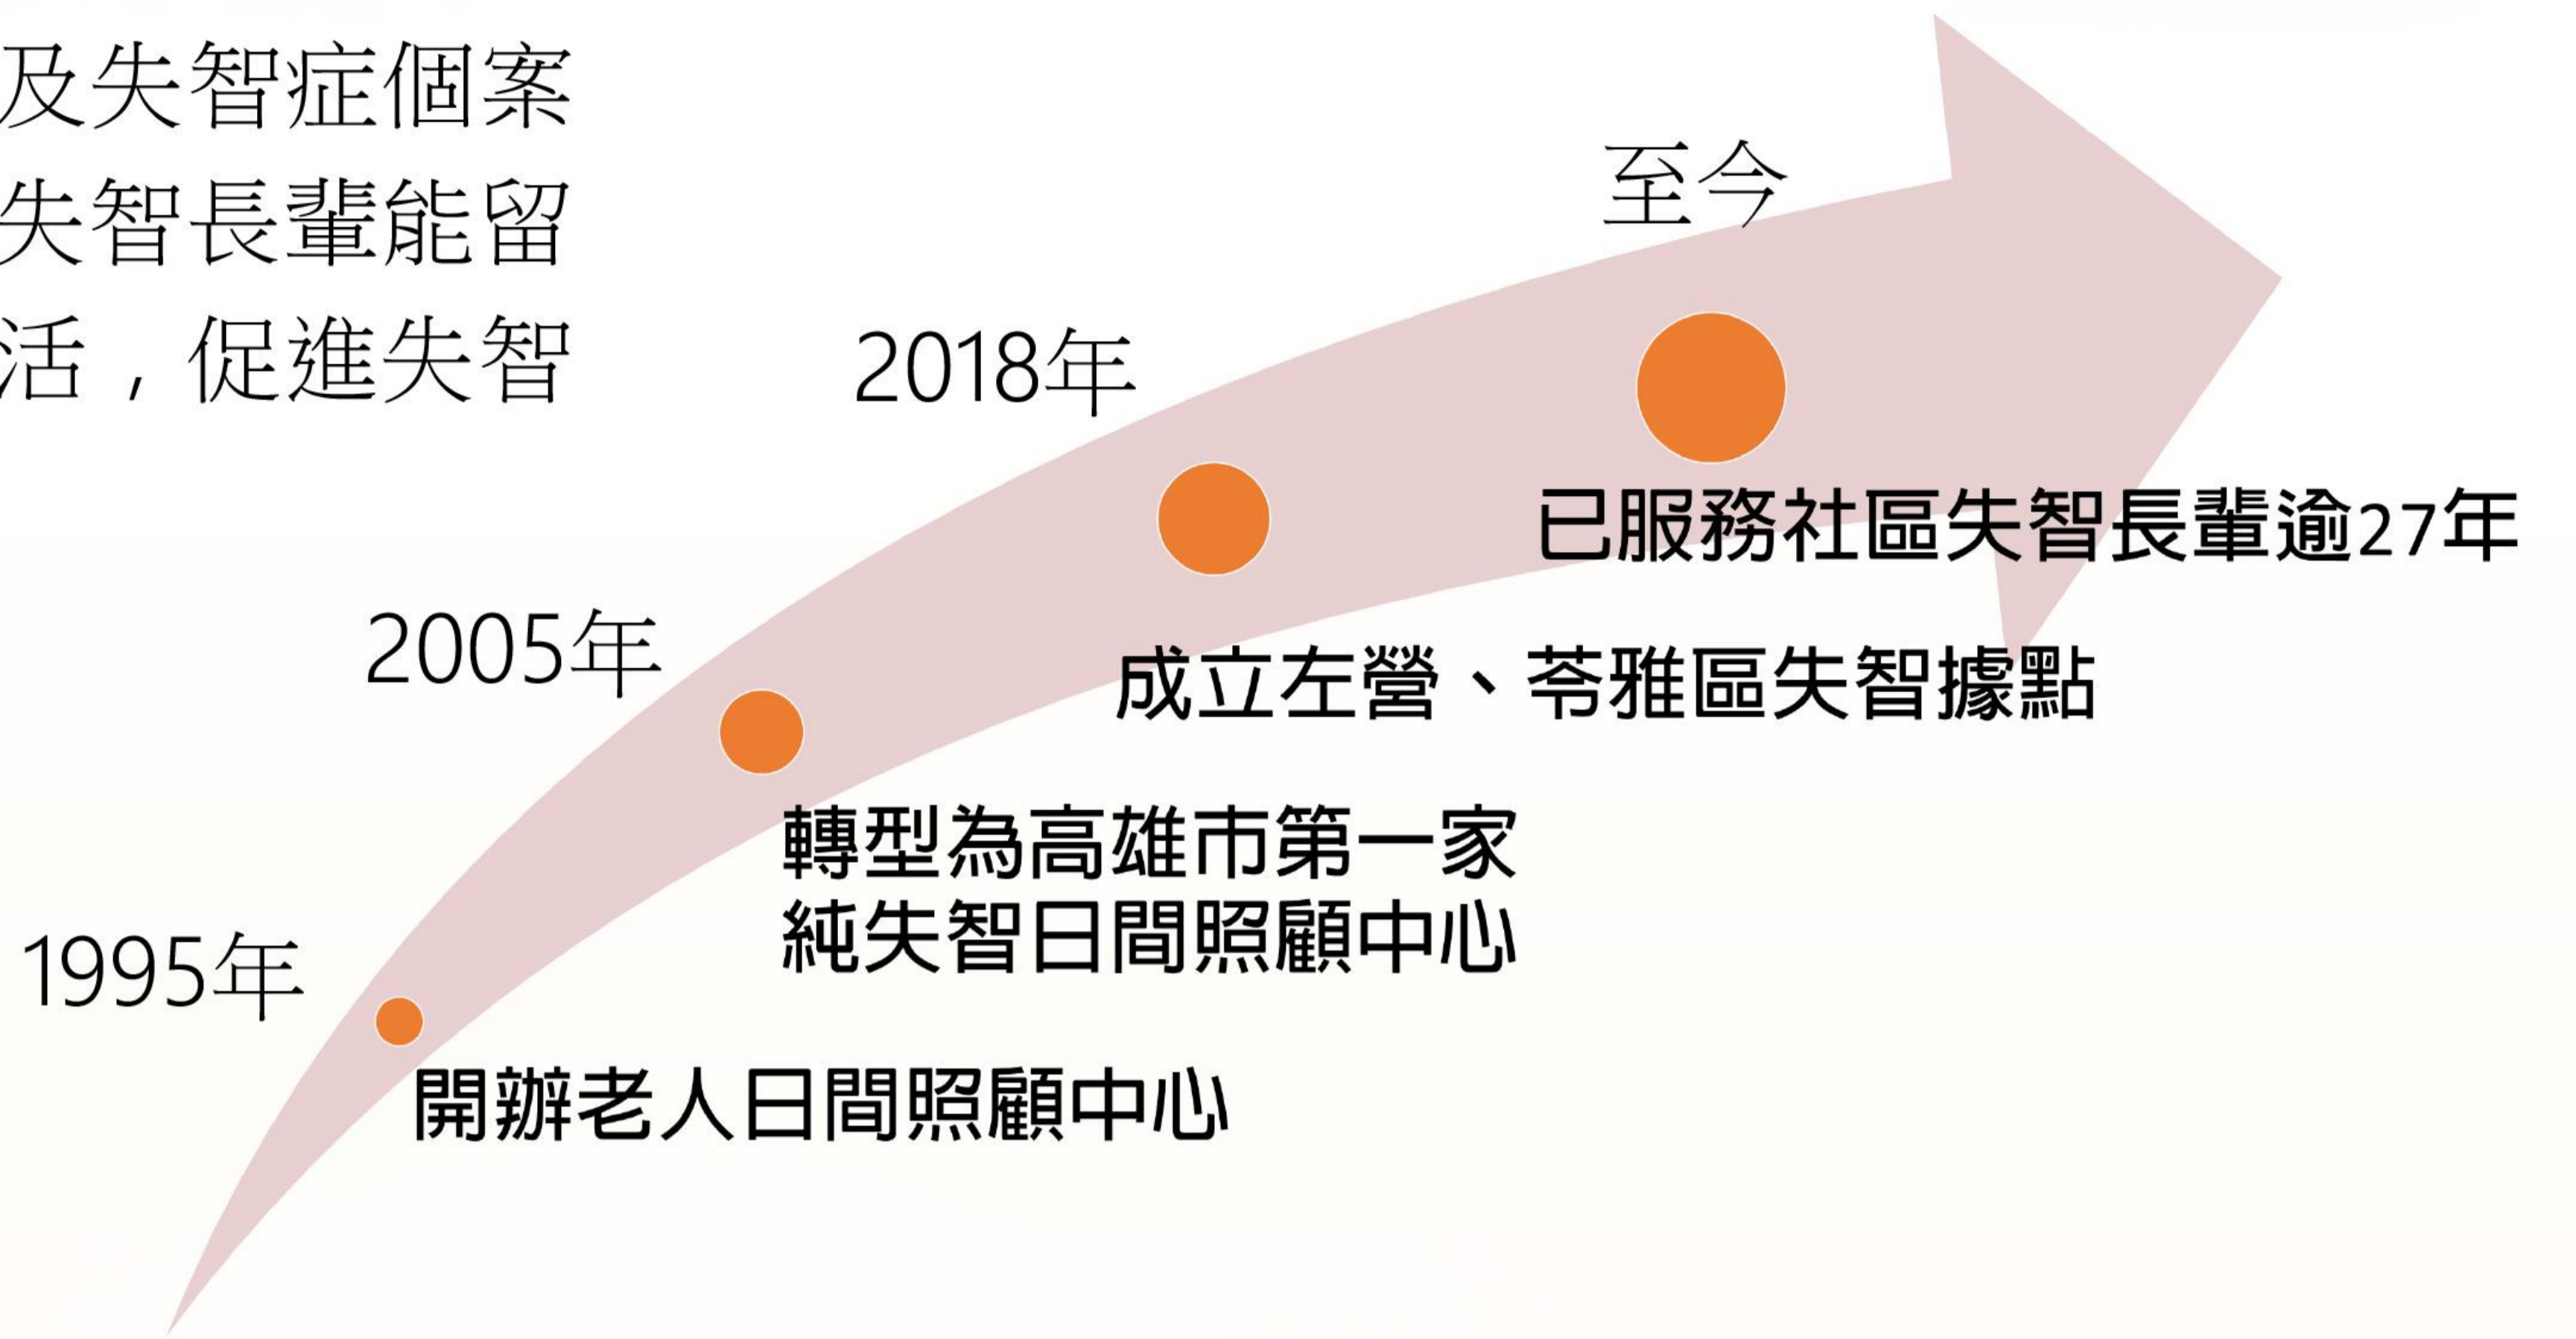 及失智症個案
失智長輩能留
活，促進失智
至今
已服務社區失智長輩逾27年
2018年
成立左營、苓雅區失智據點
2005年
轉型為高雄市第一家
純失智日間照顧中心
1995年
開辦老人日間照顧中心